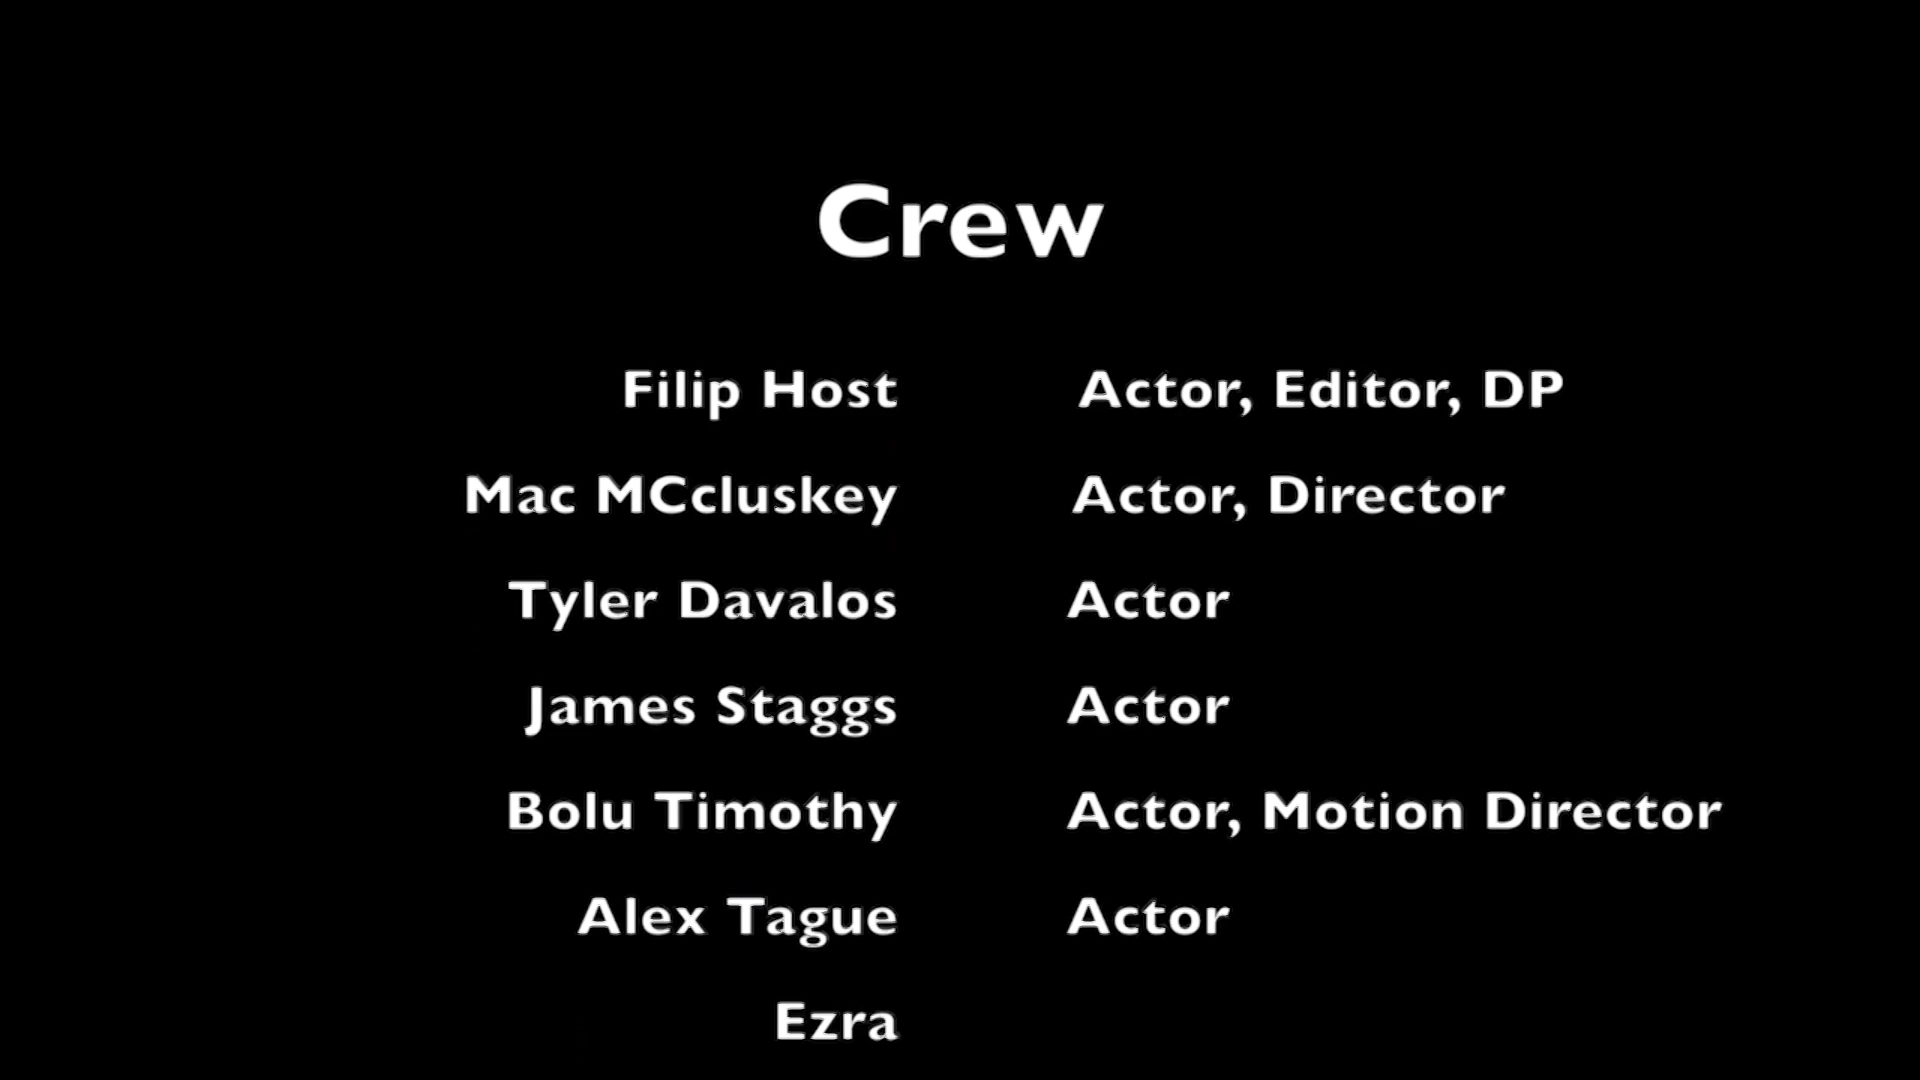 Crew
Filip Host Actor, Editor, DP
Mac MCcluskey Actor, Director
Tyler Davalos Actor
James Staggs Actor
Bolu Timothy Actor, Motion Director
Alex Tague Actor
Ezra